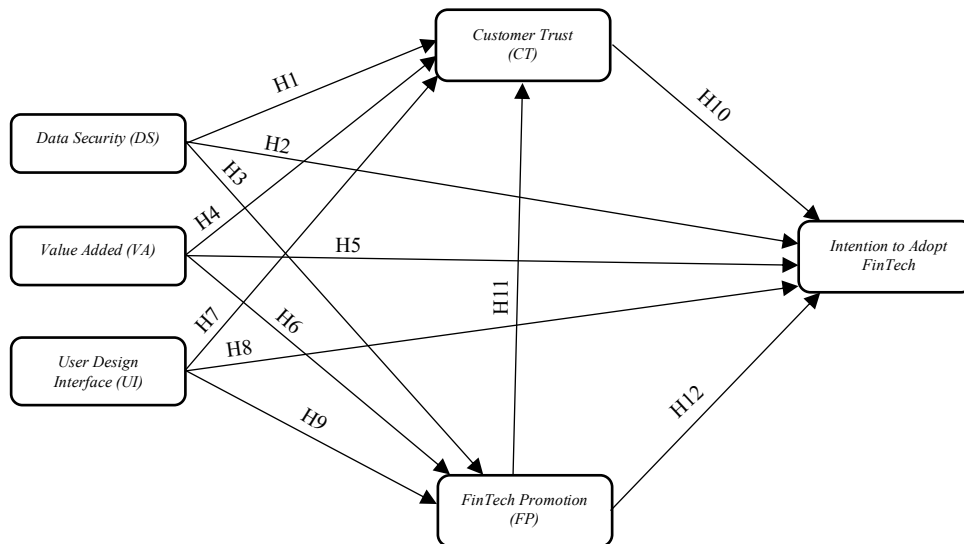 Customer Trust
(CT)
H1
H10
Data Security (DS)
H2
H3
H4
Value Added (VA)
H5
Intention to Adopt
FinTech
H11
H6
H7
H8
User Design
Interface (UI)
H9
H12
FinTech Promotion
(FP)